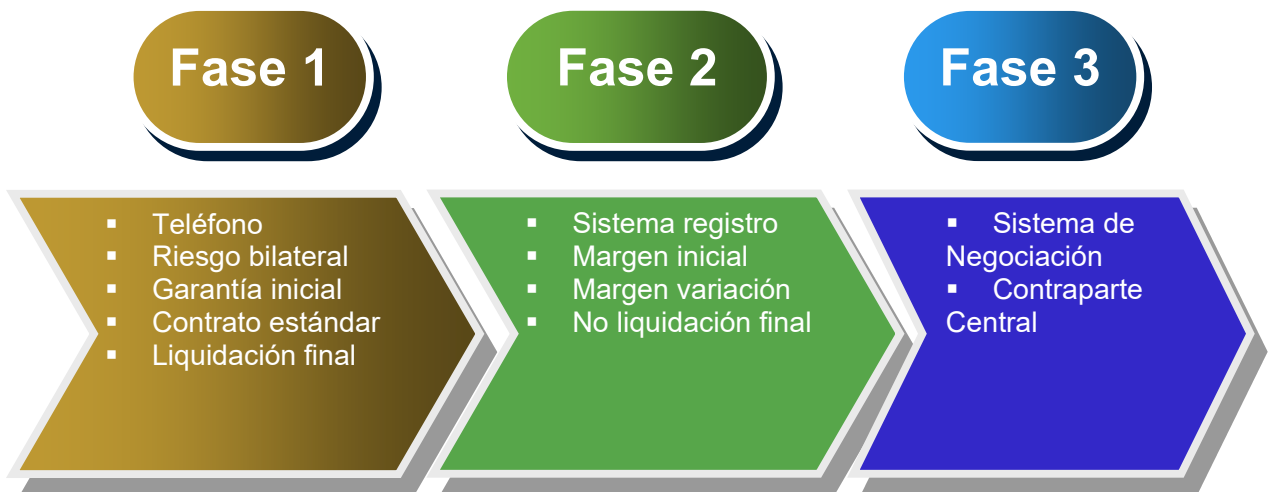 Fase 1
Fase 2
Fase 3
▪ Teléfono
▪ Riesgo bilateral
▪ Garantía inicial
▪ Contrato estándar
▪ Liquidación final
▪ Sistema registro
▪ Margen inicial
▪ Margen variación
▪ No liquidación final
▪ Sistema de
Negociación
▪ Contraparte
Central